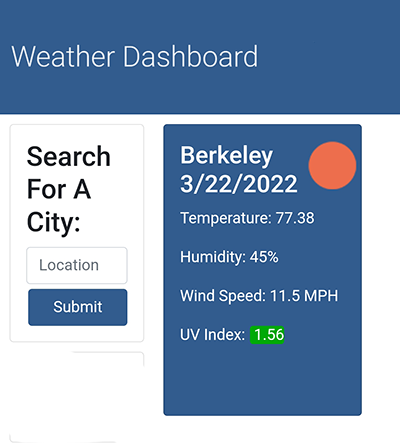 Weather Dashboard
Search
For A
City:
Location
Submit
Berkeley
3/22/2022
Temperature: 77.38
Humidity: 45%
Wind Speed: 11.5 MPH
UV Index: 1.56